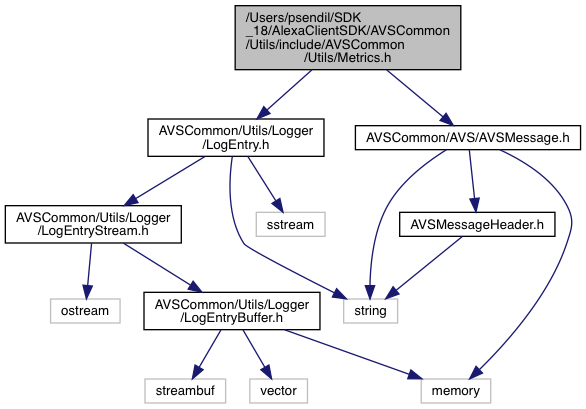 /Users/psendil/SDK
_18/AlexaClientSDK/AVSCommon
/Utils/include/AVSCommon
/Utils/Metrics.h
AVSCommon/Utils/Logger
/LogEntry.h
AVSCommon/AVS/AVSMessage.h
AVSCommon/Utils/Logger
/LogEntryStream.h
sstream
AVSMessageHeader.h
ostream
AVSCommon/Utils/Logger
/LogEntryBuffer.h
string
streambuf
vector
memory